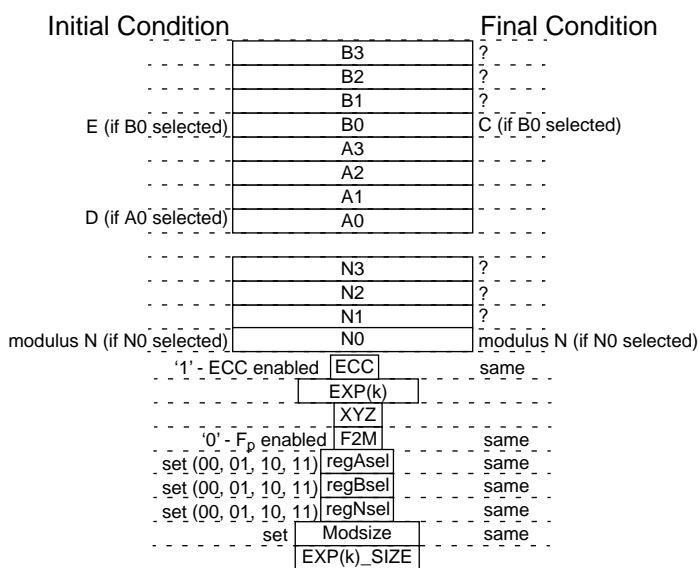 Initial Condition Final Condition
B3 ?
B2 ?
B1 ?
E (if B0 selected) B0 C (if B0 selected)
A3
A2
A1
D (if A0 selected) A0
N3 ?
N2 ?
N1 ?
modulus N (if N0 selected) N0 modulus N (if N0 selected)
‘1’ - ECC enabled ECC same
EXP(k)
XYZ
‘0’ - Fp enabled F2M same
set (00, 01, 10, 11) regAsel same
set (00, 01, 10, 11) regBsel same
set (00, 01, 10, 11) regNsel same
set Modsize same
EXP(k)_SIZE